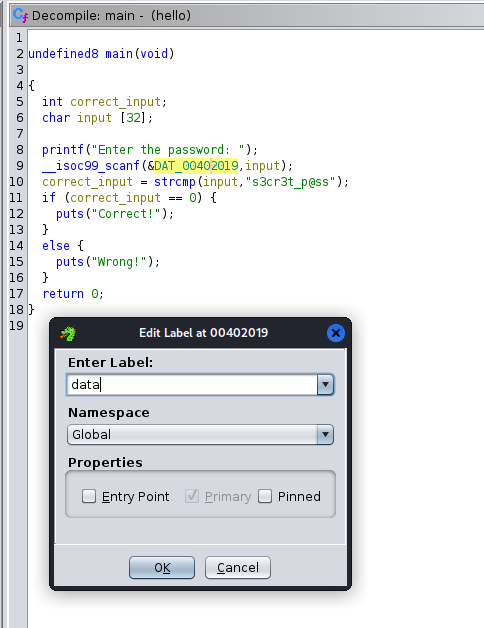 Cf Decompile: main - (hello)
1
2 undefined8 main(void)
3
4 {
5 int correct_input;
6 char input [32];
7
8 printf("Enter the password: ");
9 __isoc99_scanf(&DAT_00402019,input);
10 correct_input = strcmp(input,"s3cr3t_p@ss");
11 if (correct_input == 0) {
12 puts("Correct!");
13 }
14 else {
15 puts("Wrong!");
16 }
17 return 0;
18 }
19
Edit Label at 00402019
Enter Label:
data
Namespace
Global
Properties
Entry Point Primary Pinned
OK Cancel